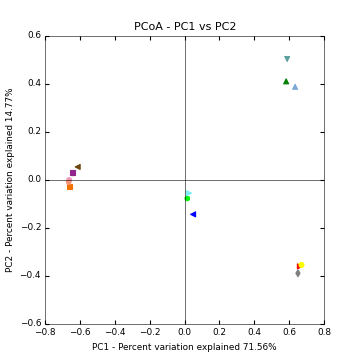 PCoA - PC1 vs PC2
0.6
0.4
0.2
0.0
−0.2
−0.4
−0.6
−0.8 −0.6 −0.4 −0.2 0.0 0.2 0.4 0.6 0.8
PC2 - Percent variation explained 14.77%
PC1 - Percent variation explained 71.56%